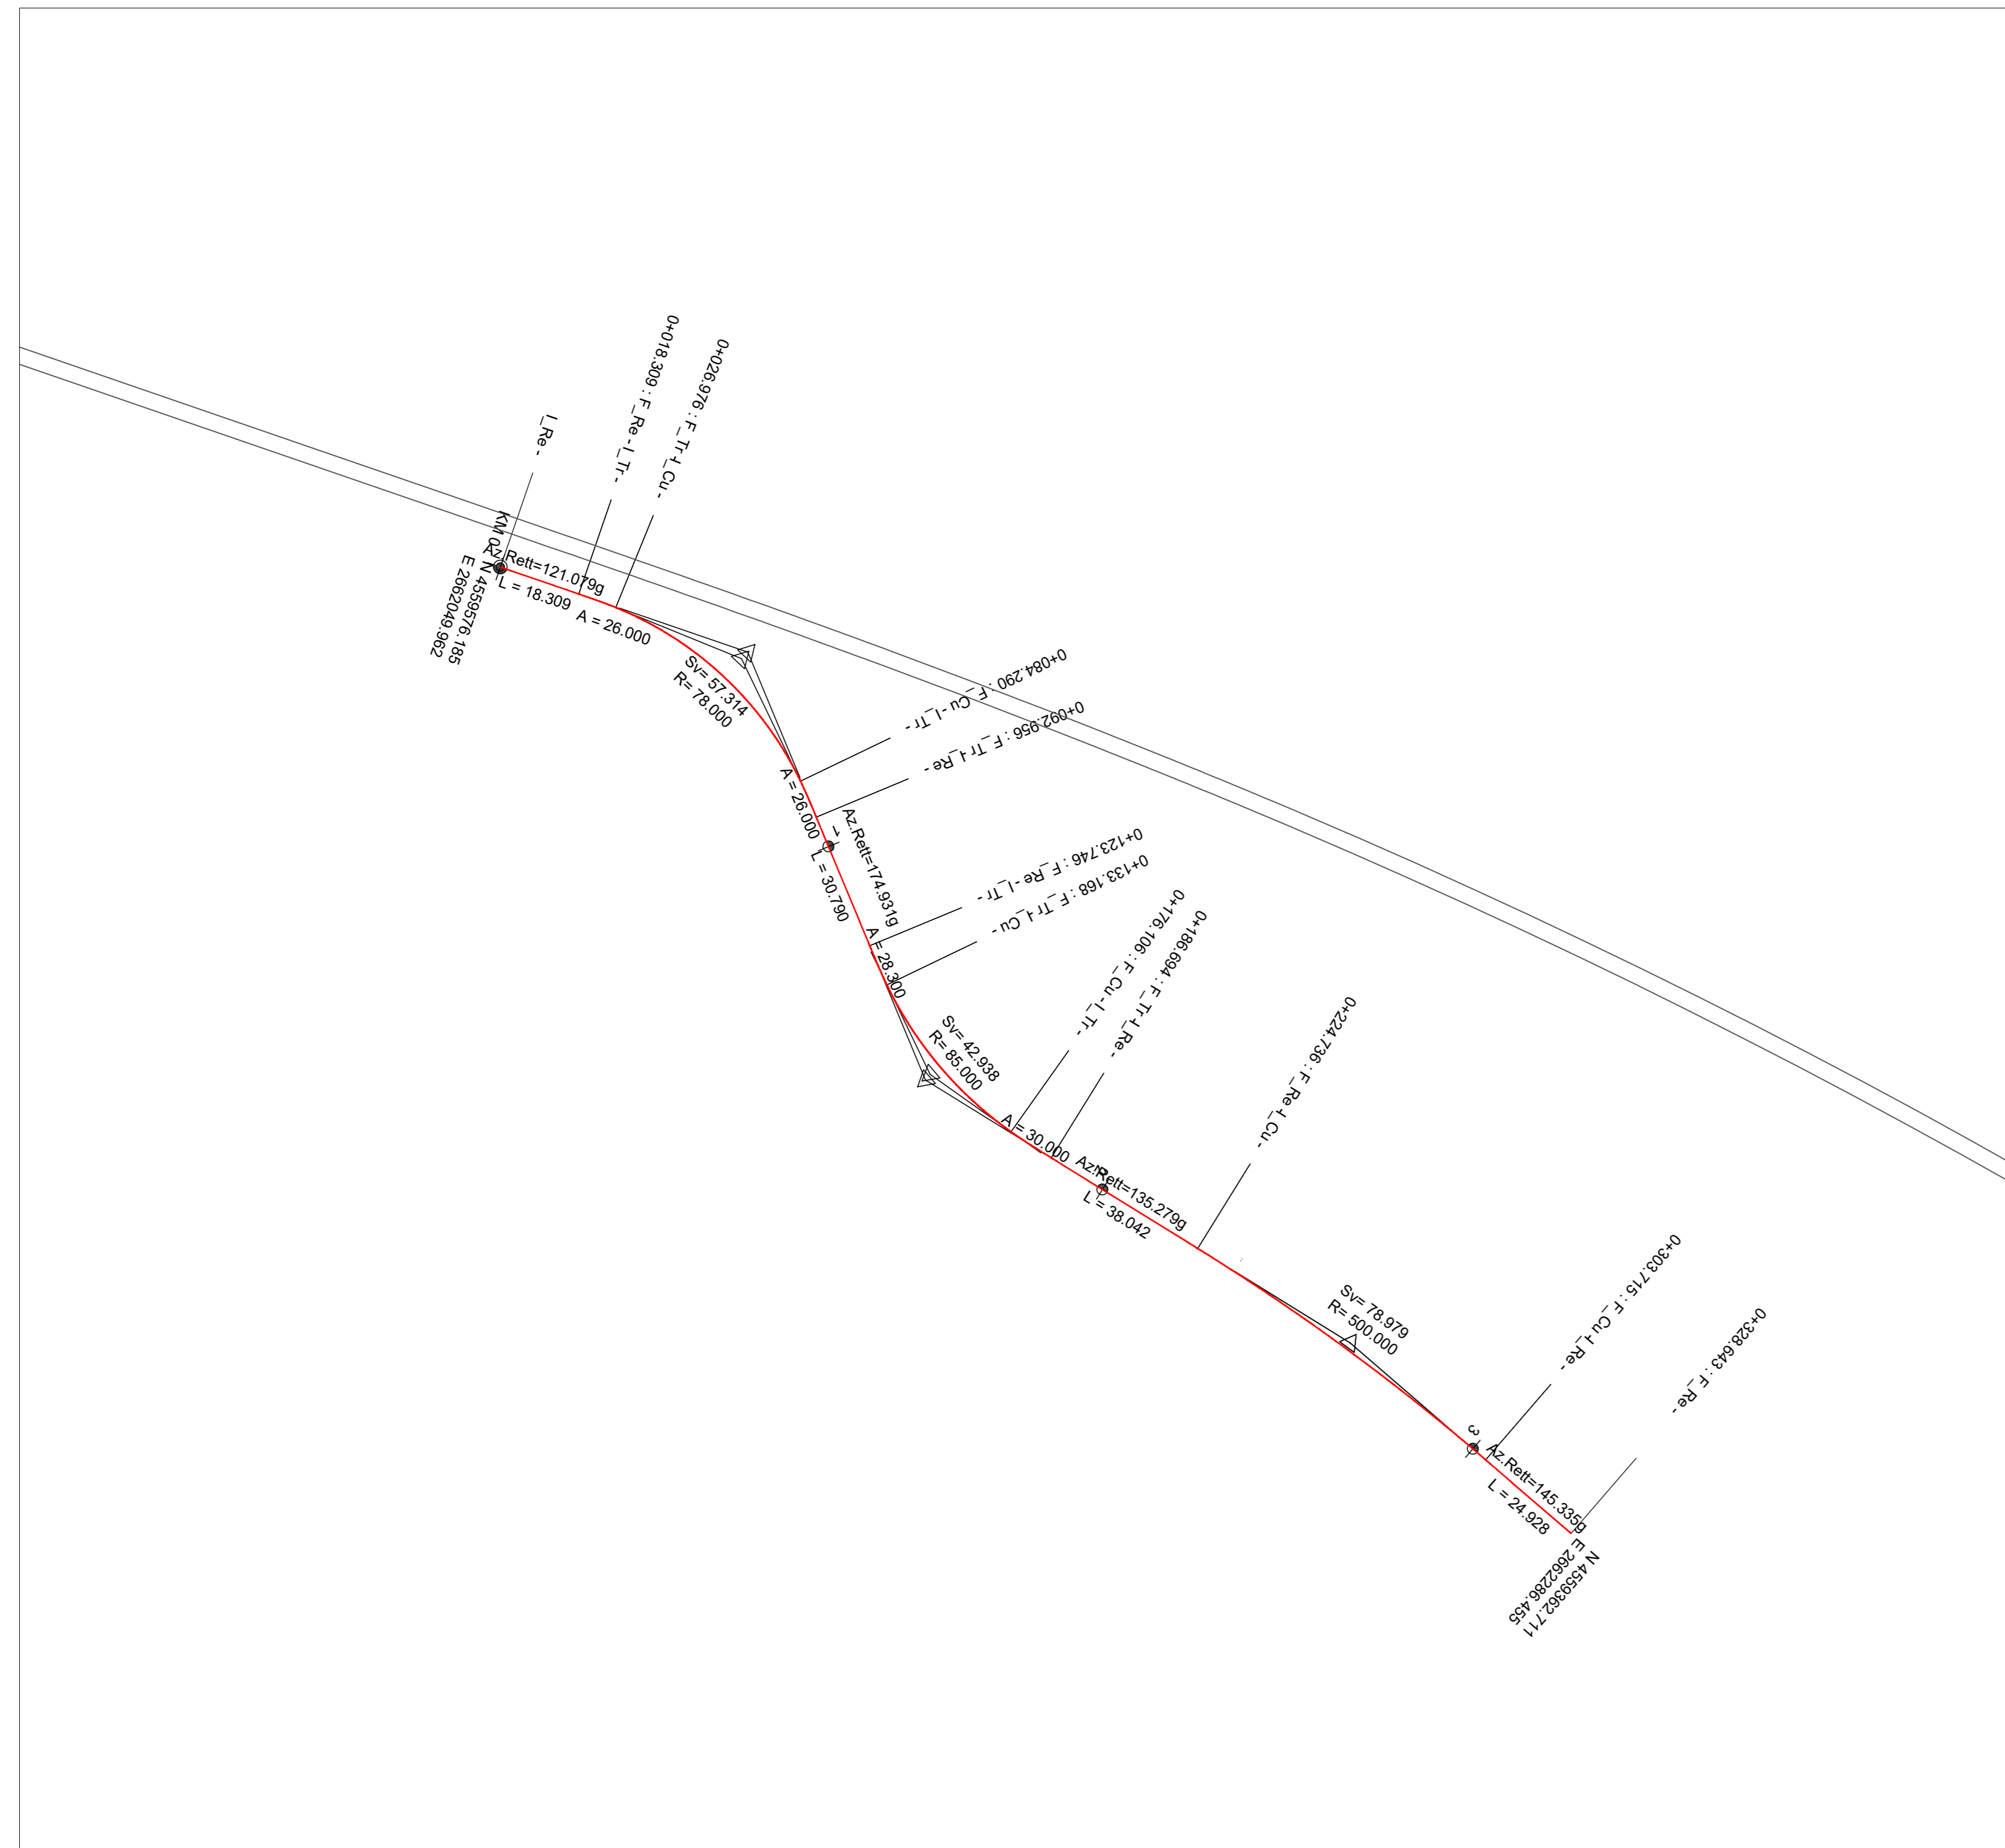 I_Re -
0+018.309 : F_Re - I_Tr -
0+026.976 : F_Tr -I_Cu -
KM 0
Az.Rett=121.079g
L = 18.309
N 4559576.185
E 2662049.962
A = 26.000
Sv= 57.314
R= 78.000
0+084.290 : F_Cu - I_Tr -
0+092.956 : F_Tr -I_Re -
A = 26.000
1
Az.Rett=174.931g
L = 30.790
0+123.746 : F_Re - I_Tr -
0+133.168 : F_Tr -I_Cu -
A = 28.300
Sv= 42.938
R= 85.000
0+176.106 : F_Cu - I_Tr -
0+186.694 : F_Tr -I_Re -
A = 30.000
2
Az.Rett=135.279g
L = 38.042
0+224.736 : F_Re -I_Cu -
Sv= 78.979
R= 500.000
0+303.715 : F_Cu -I_Re -
0+328.643 : F_Re -
3
Az.Rett=145.335g
L = 24.928
N 4559362.711
E 2662286.455